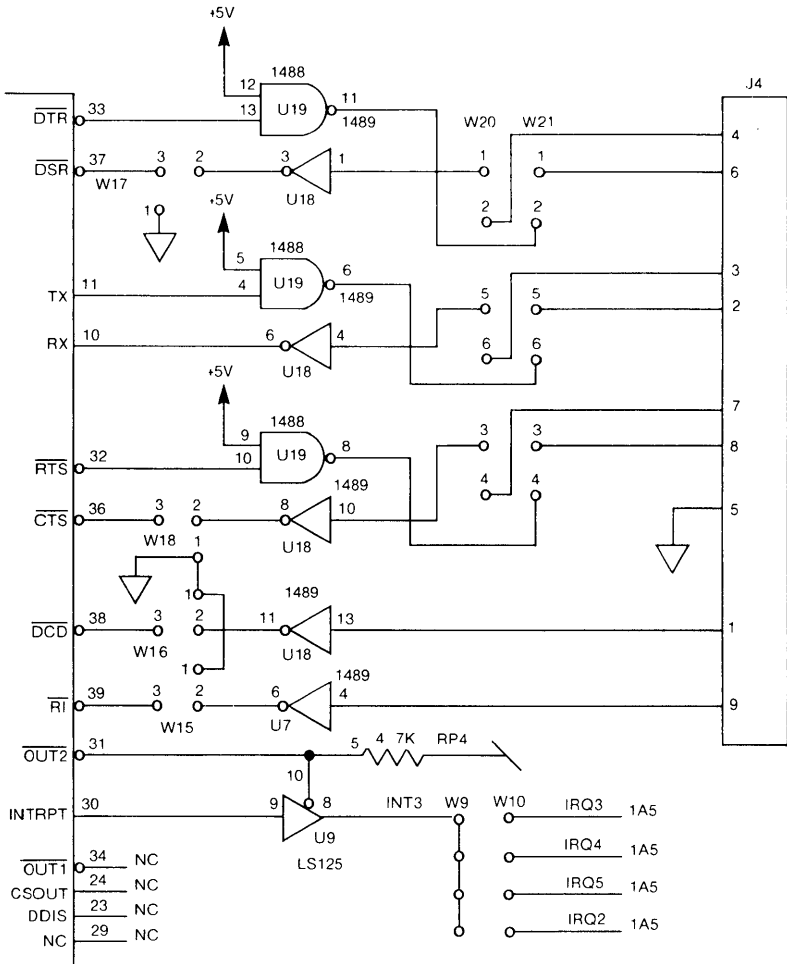 +5V
1488
12
13
U19
11
1489
J4
DTR
33
W20
W21
4
DSR
37
3
2
3
1
1
1
6
W17
U18
1
2
2
+5V
1488
5
4
U19
6
1489
3
TX
11
5
5
2
RX
10
6
4
U18
6
6
+5V
1488
9
10
U19
8
7
RTS
32
3
3
8
1489
4
4
CTS
36
3
2
8
10
5
W18
U18
1
1
1489
DCD
38
3
2
11
13
1
W16
U18
1
1489
RI
39
3
2
6
4
9
W15
U7
OUT2
31
5
4
7K
RP4
10
INTRPT
30
9
8
INT3
W9
W10
IRQ3
1A5
U9
LS125
IRQ4
1A5
OUT1
34
NC
CSOUT
24
NC
IRQ5
1A5
DDIS
23
NC
NC
29
NC
IRQ2
1A5